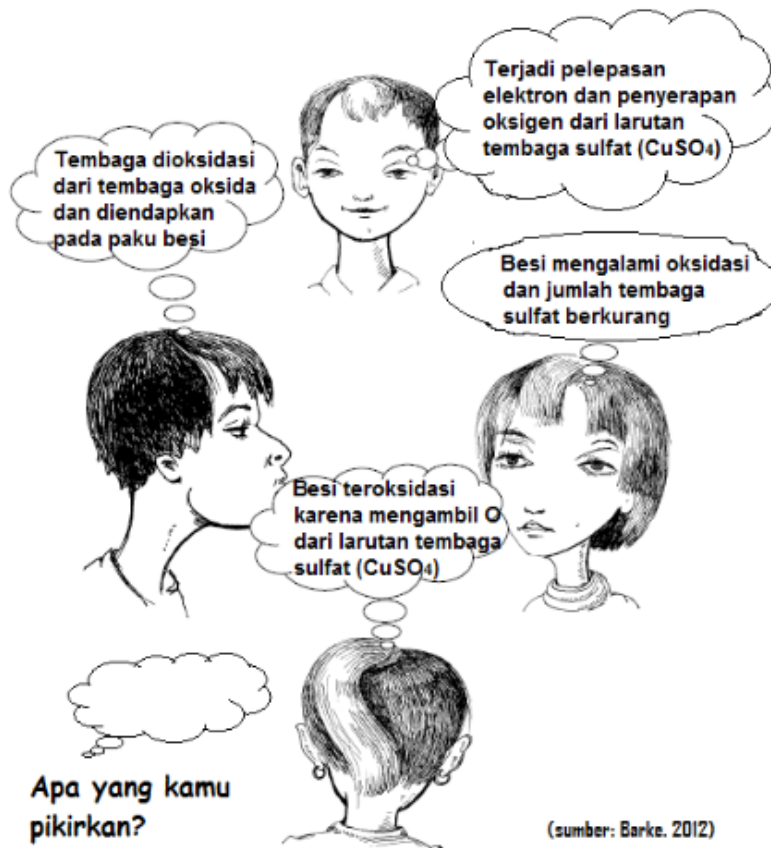 Terjadi pelepasan
elektron dan penyerapan
oksigen dari larutan
tembaga sulfat (CuSO₄)
Tembaga dioksidasi
dari tembaga oksida
dan diendapkan
pada paku besi
Besi mengalami oksidasi
dan jumlah tembaga
sulfat berkurang
Besi teroksidasi
karena mengambil O
dari larutan tembaga
sulfat (CuSO₄)
Apa yang kamu
pikirkan?
(sumber: Barke. 2012)